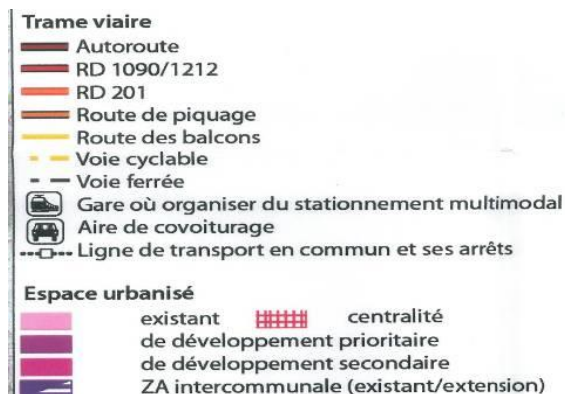 Trame viaire
Autoroute
RD 1090/1212
RD 201
Route de piquage
Route des balcons
Voie cyclable
Voie ferrée
Gare où organiser du stationnement multimodal
Aire de covoiturage
Ligne de transport en commun et ses arrêts
Espace urbanisé
existant centralité
de développement prioritaire
de développement secondaire
ZA intercommunale (existant/extension)